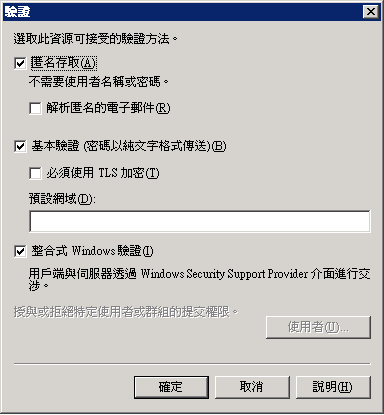 驗證
選取此資源可接受的驗證方法。
匿名存取(A)
不需要使用者名稱或密碼。
解析匿名的電子郵件(R)
基本驗證 (密碼以純文字格式傳送)(B)
必須使用 TLS 加密(T)
預設網域(D):
整合式 Windows 驗證(I)
用戶端與伺服器透過 Windows Security Support Provider 介面進行交
涉。
授與或拒絕特定使用者或群組的提交權限。
使用者(U)...
確定
取消
說明(H)